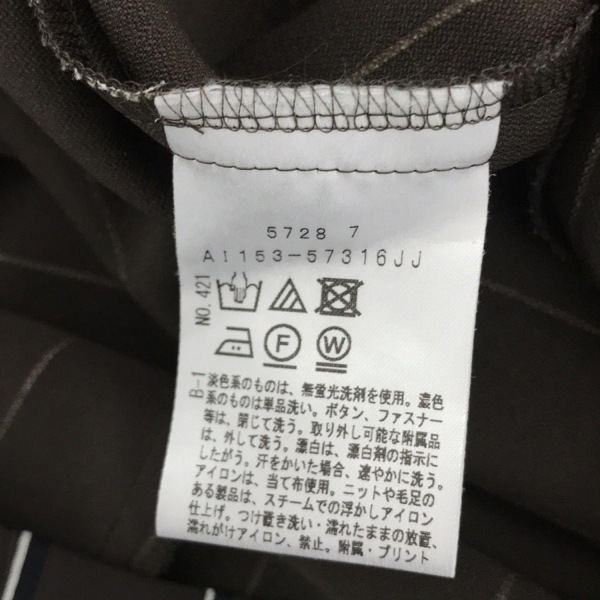 5728 7
A1153-57316JJ
NO.421
F
W
B-1
淡色系のものは、無蛍光洗剤を使用。濃色
系のものは単品洗い。ボタン、ファスナー
等は、閉じて洗う。取り外し可能な附属品
は、外して洗う。漂白は、漂白剤の指示に
したがう。汗をかいた場合、速やかに洗う。
アイロンは、当て布使用。ニットや毛足の
ある製品は、スチームでの浮かしアイロン
仕上げ。つけ置き洗い・濡れたままの放置、
濡れがけアイロン、禁止。附属・プリント